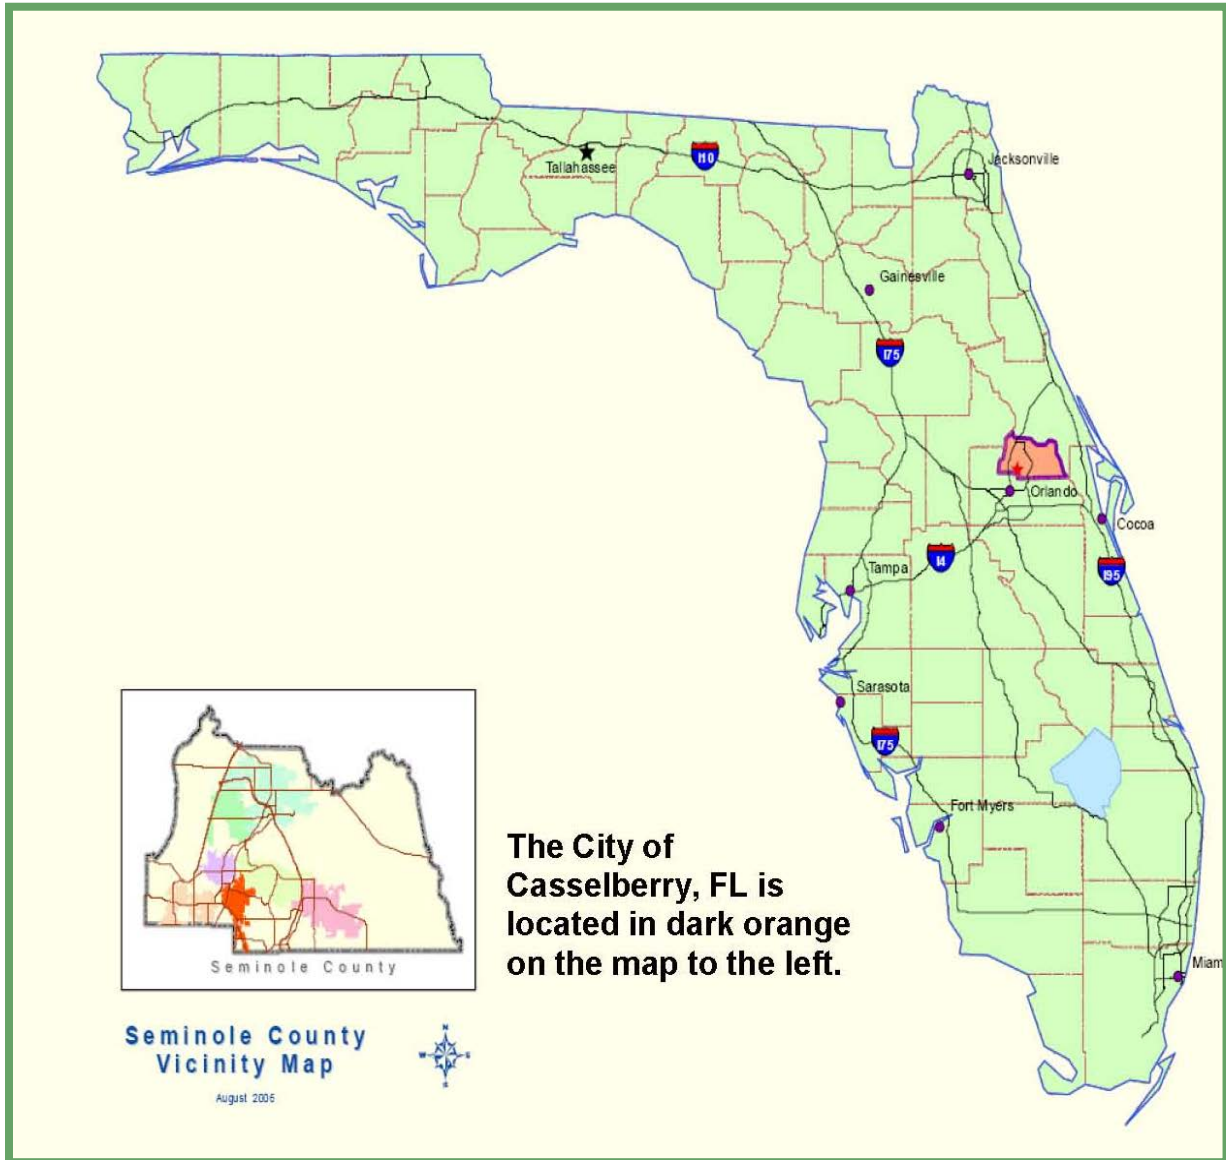 Jacksonville
I10
Tallahassee
Gainesville
I75
Orlando
Cocoa
I4
I95
Tampa
Sarasota
I75
Fort Myers
Miam
The City of
Casselberry, FL is
located in dark orange
on the map to the left.
Seminole County
Seminole County
Vicinity Map
August 2005
N
W E
S